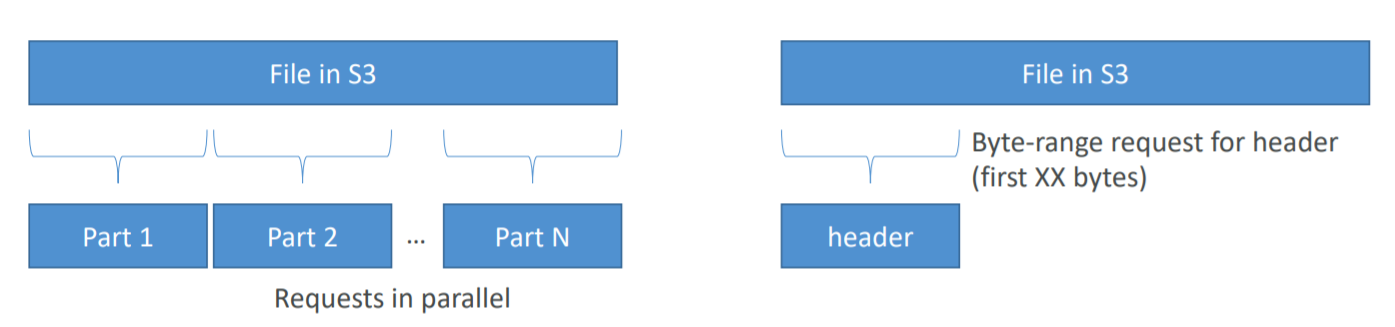 File in S3
Part 1
Part 2
...
Part N
Requests in parallel
File in S3
Byte-range request for header
(first XX bytes)
header